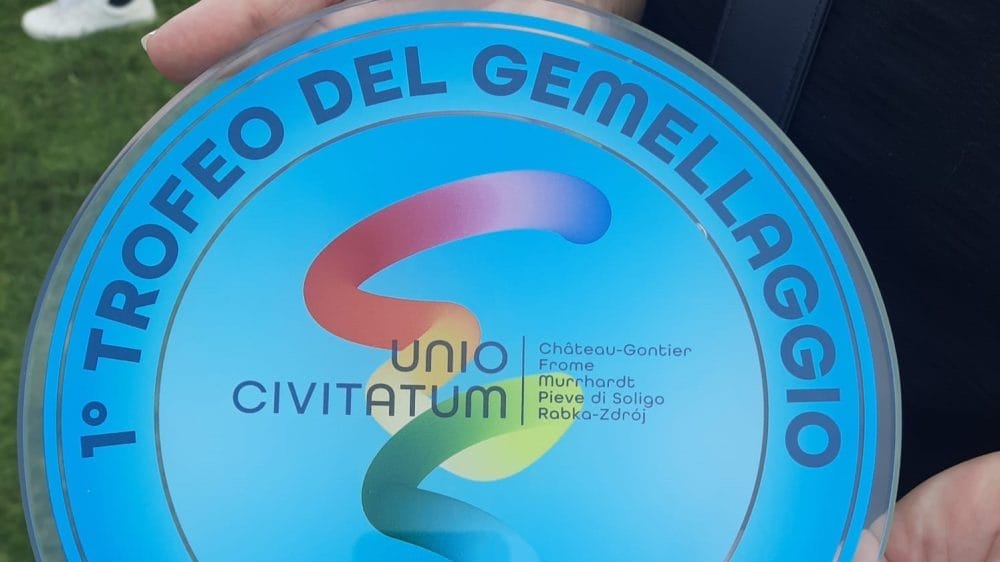 1° TROFEO DEL GEMELLAGGIO
UNIO
CIVITATUM
Château-Gontier
Frome
Murrhardt
Pieve di Soligo
Rabka-Zdrój